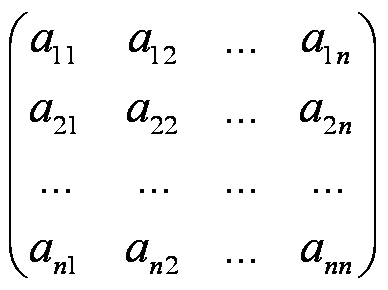 a11 a12 ... a1n
a21 a22 ... a2n
... ... ... ...
an1 an2 ... ann